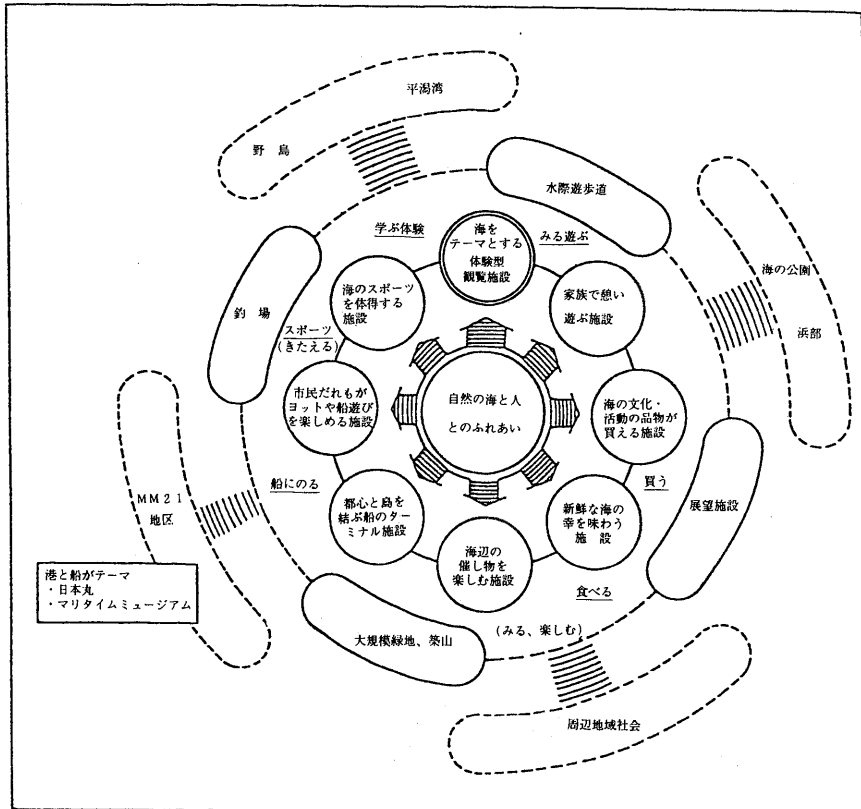 平潟湾
野 島
水際遊歩道
学ぶ体験
海を
テーマとする
体験型
観覧施設
みる遊ぶ
海の公園
浜部
海のスポーツ
を体得する
施設
家族で憩い
遊ぶ施設
釣 場
スポーツ
(きたえる)
市民だれもが
ヨットや船遊び
を楽しめる施設
自然の海と人
とのふれあい
海の文化・
活動の品物が
買える施設
船にのる
買う
展望施設
MM21
地区
都心と島を
結ぶ船のター
ミナル施設
新鮮な海の
幸を味わう
施 設
海辺の
催し物を
楽しむ施設
食べる
港と船がテーマ
・日本丸
・マリタイムミュージアム
大規模緑地、築山
(みる、楽しむ)
周辺地域社会